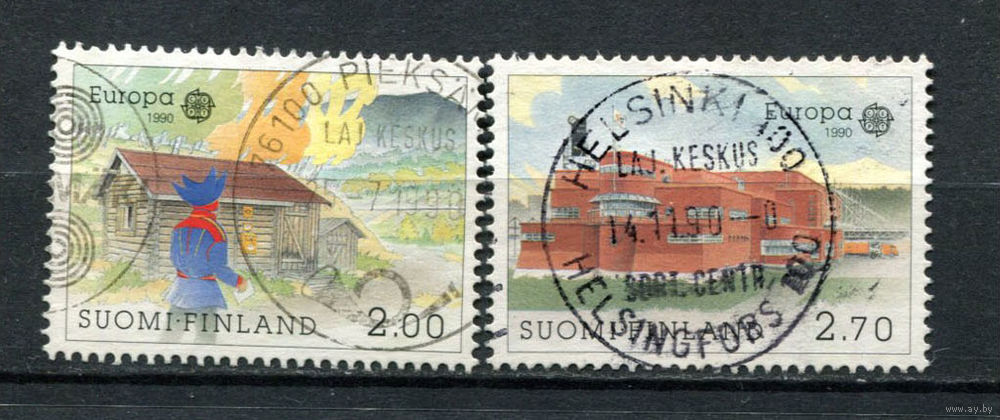 Europa
1990
SUOMI·FINLAND
2.00
76100 PIEKSÄ
LAJ. KESKUS
7.1990
Europa
1990
SUOMI·FINLAND
2.70
HELSINKI 100
LAJ. KESKUS
14.11.90
SORT. CENTR.
HELSINGFORS 100
www.ay.by